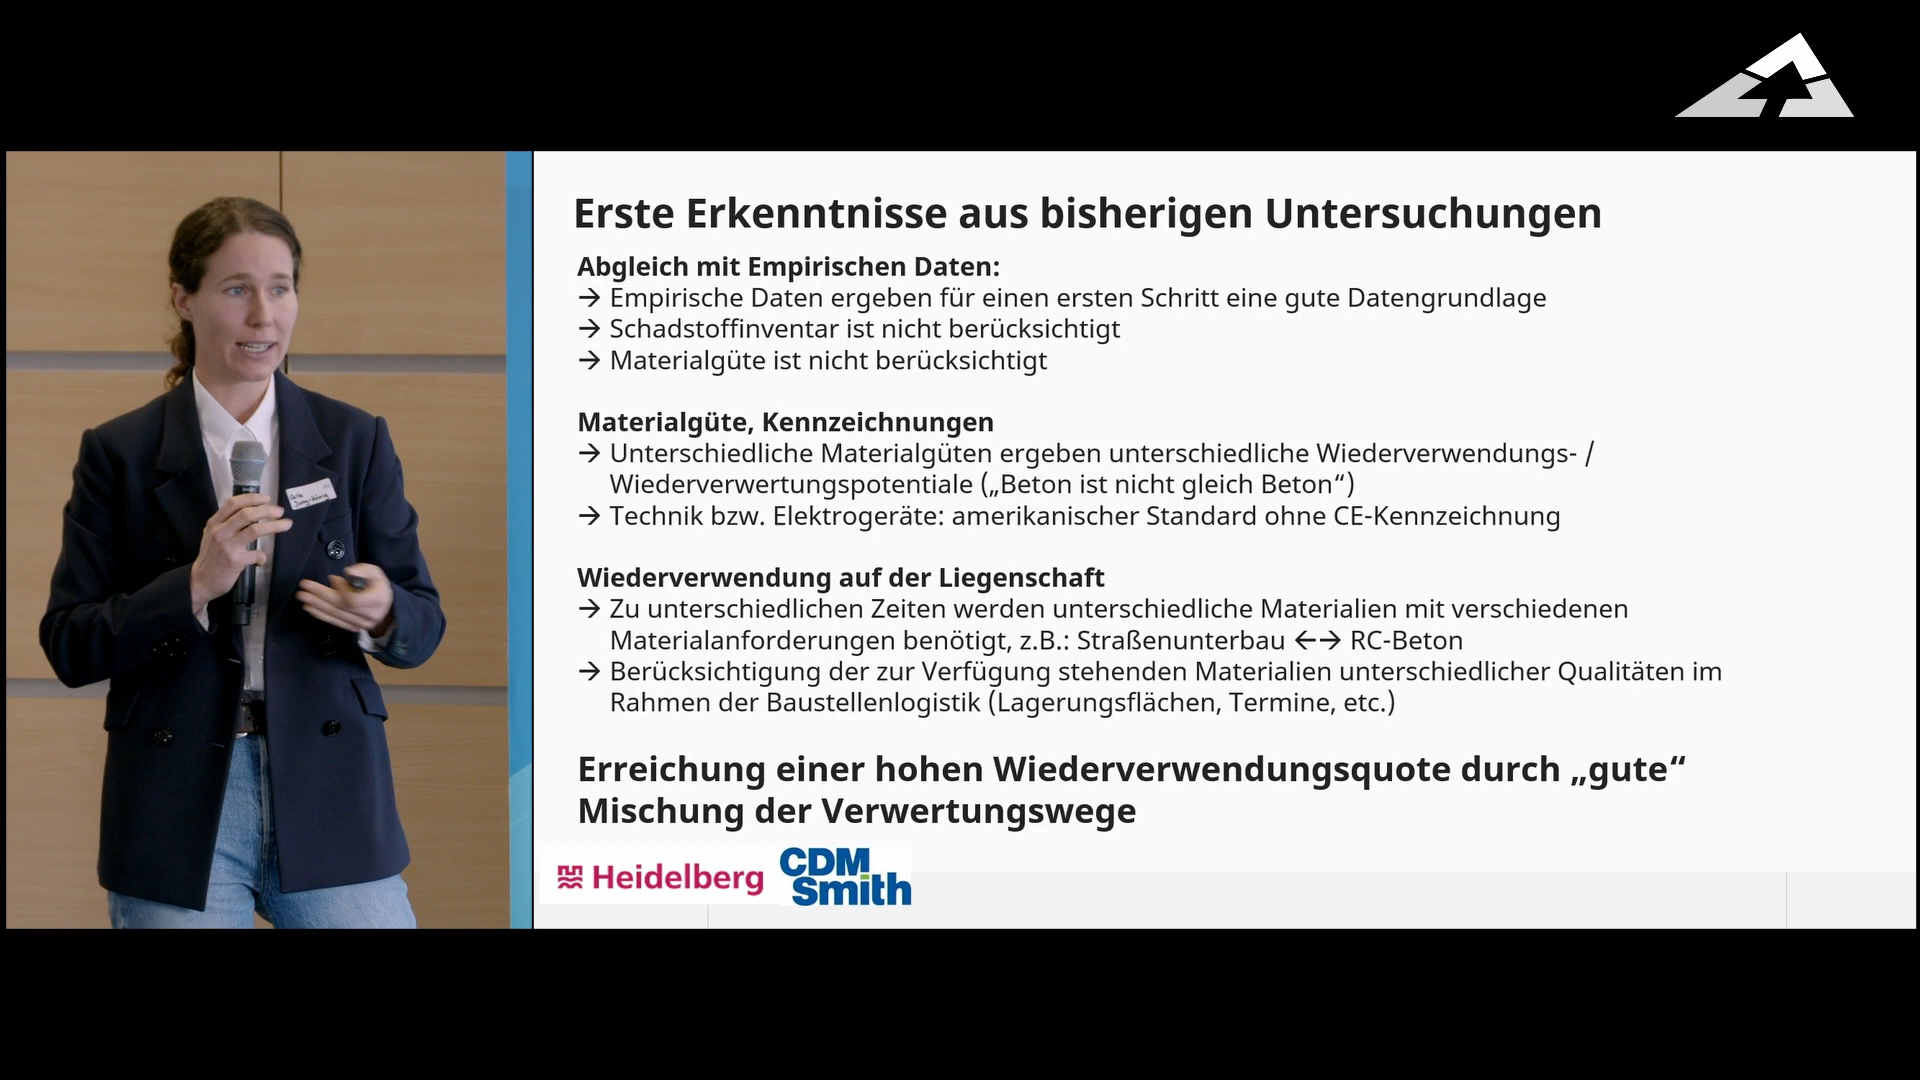 Erste Erkenntnisse aus bisherigen Untersuchungen
Abgleich mit Empirischen Daten:
→ Empirische Daten ergeben für einen ersten Schritt eine gute Datengrundlage
→ Schadstoffinventar ist nicht berücksichtigt
→ Materialgüte ist nicht berücksichtigt
Materialgüte, Kennzeichnungen
→ Unterschiedliche Materialgüten ergeben unterschiedliche Wiederverwendungs- /
Wiederverwertungspotentiale („Beton ist nicht gleich Beton“)
→ Technik bzw. Elektrogeräte: amerikanischer Standard ohne CE-Kennzeichnung
Wiederverwendung auf der Liegenschaft
→ Zu unterschiedlichen Zeiten werden unterschiedliche Materialien mit verschiedenen
Materialanforderungen benötigt, z.B.: Straßenunterbau ←→ RC-Beton
→ Berücksichtigung der zur Verfügung stehenden Materialien unterschiedlicher Qualitäten im
Rahmen der Baustellenlogistik (Lagerungsflächen, Termine, etc.)
Erreichung einer hohen Wiederverwendungsquote durch „gute“
Mischung der Verwertungswege
Heidelberg
CDM
Smith